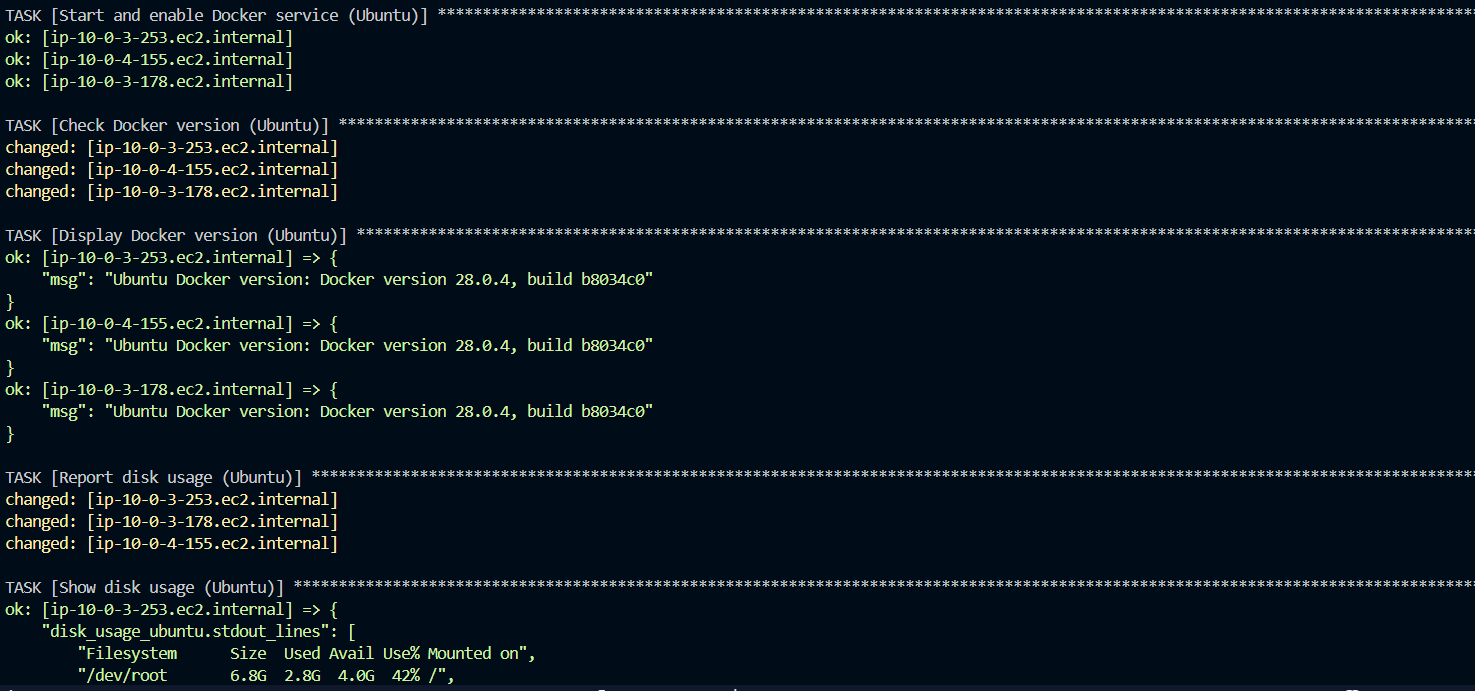 TASK [Start and enable Docker service (Ubuntu)] *******************************************************************************************************************
ok: [ip-10-0-3-253.ec2.internal]
ok: [ip-10-0-4-155.ec2.internal]
ok: [ip-10-0-3-178.ec2.internal]
TASK [Check Docker version (Ubuntu)] ******************************************************************************************************************************
changed: [ip-10-0-3-253.ec2.internal]
changed: [ip-10-0-4-155.ec2.internal]
changed: [ip-10-0-3-178.ec2.internal]
TASK [Display Docker version (Ubuntu)] ****************************************************************************************************************************
ok: [ip-10-0-3-253.ec2.internal] => {
    "msg": "Ubuntu Docker version: Docker version 28.0.4, build b8034c0"
}
ok: [ip-10-0-4-155.ec2.internal] => {
    "msg": "Ubuntu Docker version: Docker version 28.0.4, build b8034c0"
}
ok: [ip-10-0-3-178.ec2.internal] => {
    "msg": "Ubuntu Docker version: Docker version 28.0.4, build b8034c0"
}
TASK [Report disk usage (Ubuntu)] *********************************************************************************************************************************
changed: [ip-10-0-3-253.ec2.internal]
changed: [ip-10-0-3-178.ec2.internal]
changed: [ip-10-0-4-155.ec2.internal]
TASK [Show disk usage (Ubuntu)] ***********************************************************************************************************************************
ok: [ip-10-0-3-253.ec2.internal] => {
    "disk_usage_ubuntu.stdout_lines": [
        "Filesystem      Size  Used Avail Use% Mounted on",
        "/dev/root       6.8G  2.8G  4.0G  42% /",